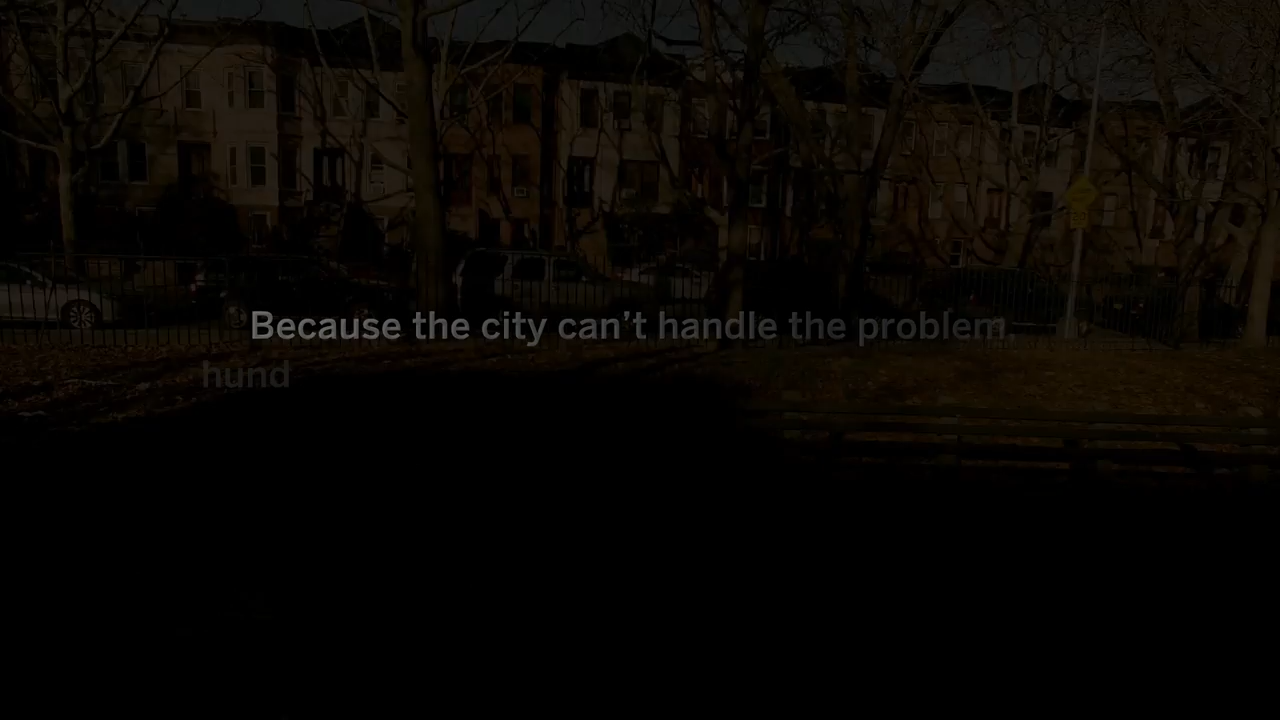 Because the city can’t handle the problem
hund